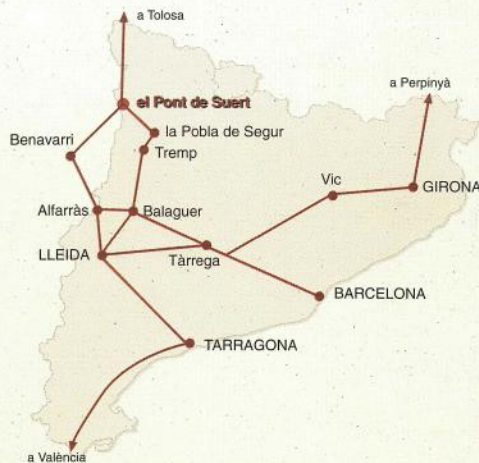 a Tolosa
a Perpinyà
el Pont de Suert
la Pobla de Segur
Benavarri
Tremp
Vic
GIRONA
Alfarràs
Balaguer
LLEIDA
Tàrrega
BARCELONA
TARRAGONA
a València